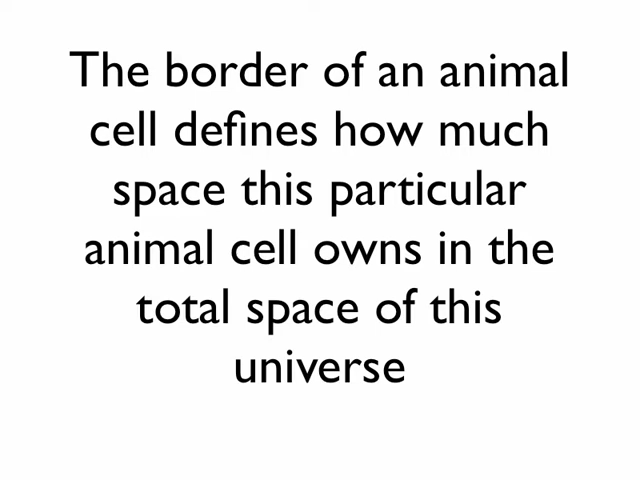 The border of an animal
cell defines how much
space this particular
animal cell owns in the
total space of this
universe